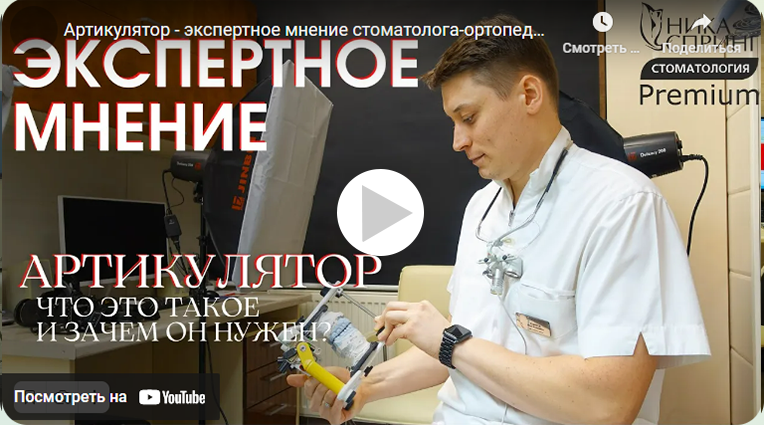 Артикулятор - экспертное мнение стоматолога-ортопед...
Смотреть ...
Поделиться
НИКА
СПРИНГ
СТОМАТОЛОГИЯ
Premium
ЭКСПЕРТНОЕ
МНЕНИЕ
АРТИКУЛЯТОР
ЧТО ЭТО ТАКОЕ
И ЗАЧЕМ ОН НУЖЕН?
Посмотреть на YouTube